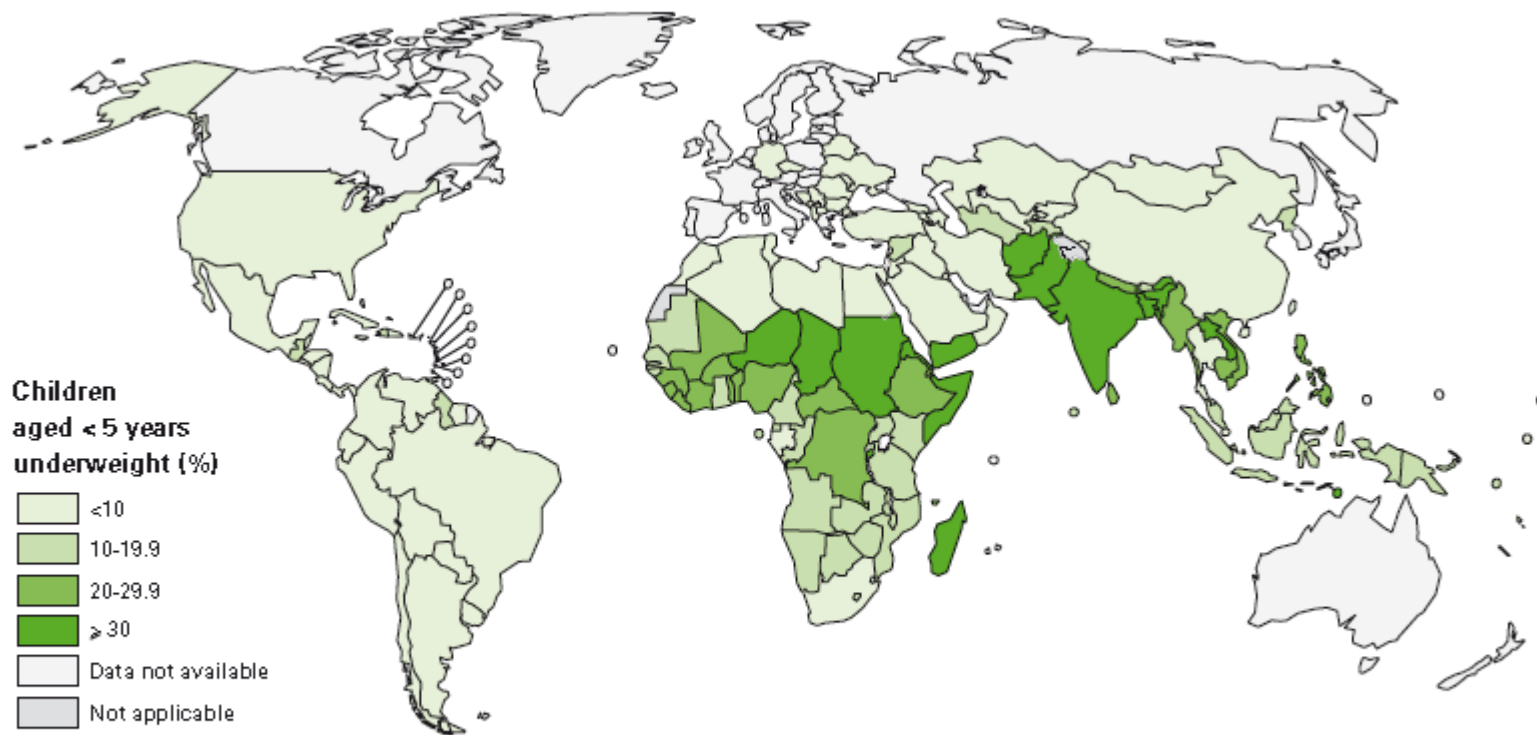 Children
aged < 5 years
underweight (%)
<10
10-19.9
20-29.9
⩾ 30
Data not available
Not applicable